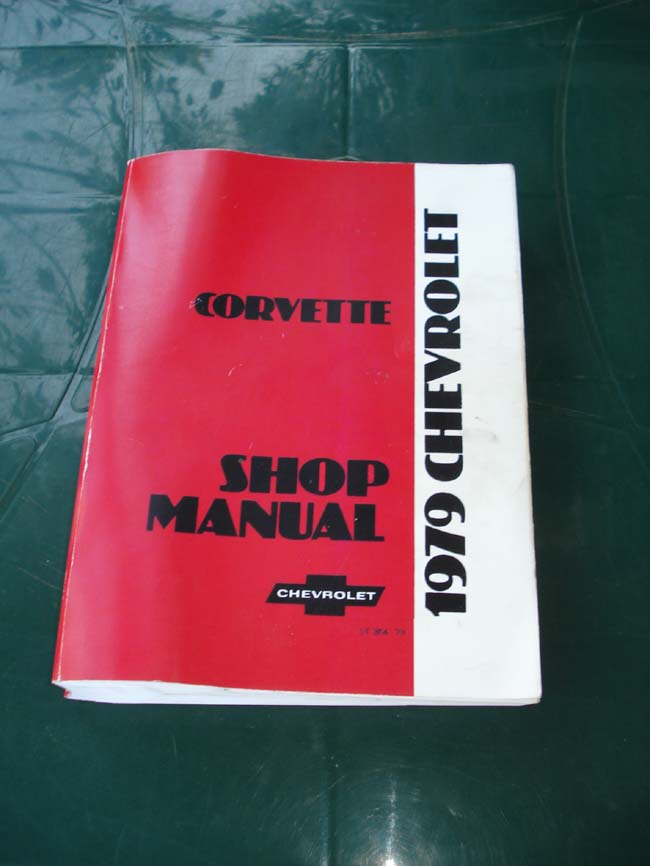 CORVETTE
SHOP
MANUAL
CHEVROLET
1979 CHEVROLET